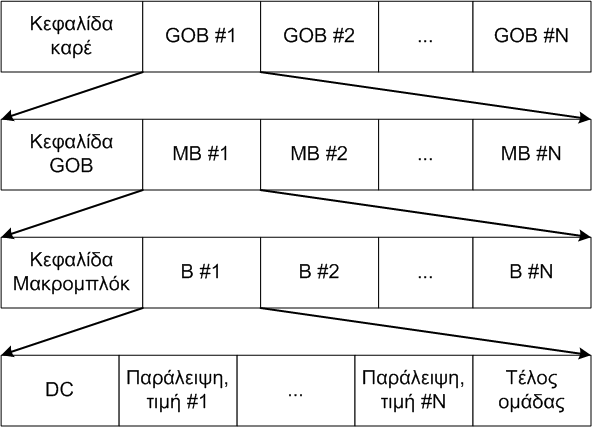 Κεφαλίδα
καρέ
GOB #1
GOB #2
...
GOB #N
Κεφαλίδα
GOB
MB #1
MB #2
...
MB #N
Κεφαλίδα
Μακρομπλόκ
B #1
B #2
...
B #N
DC
Παράλειψη,
τιμή #1
...
Παράλειψη,
τιμή #N
Τέλος
ομάδας